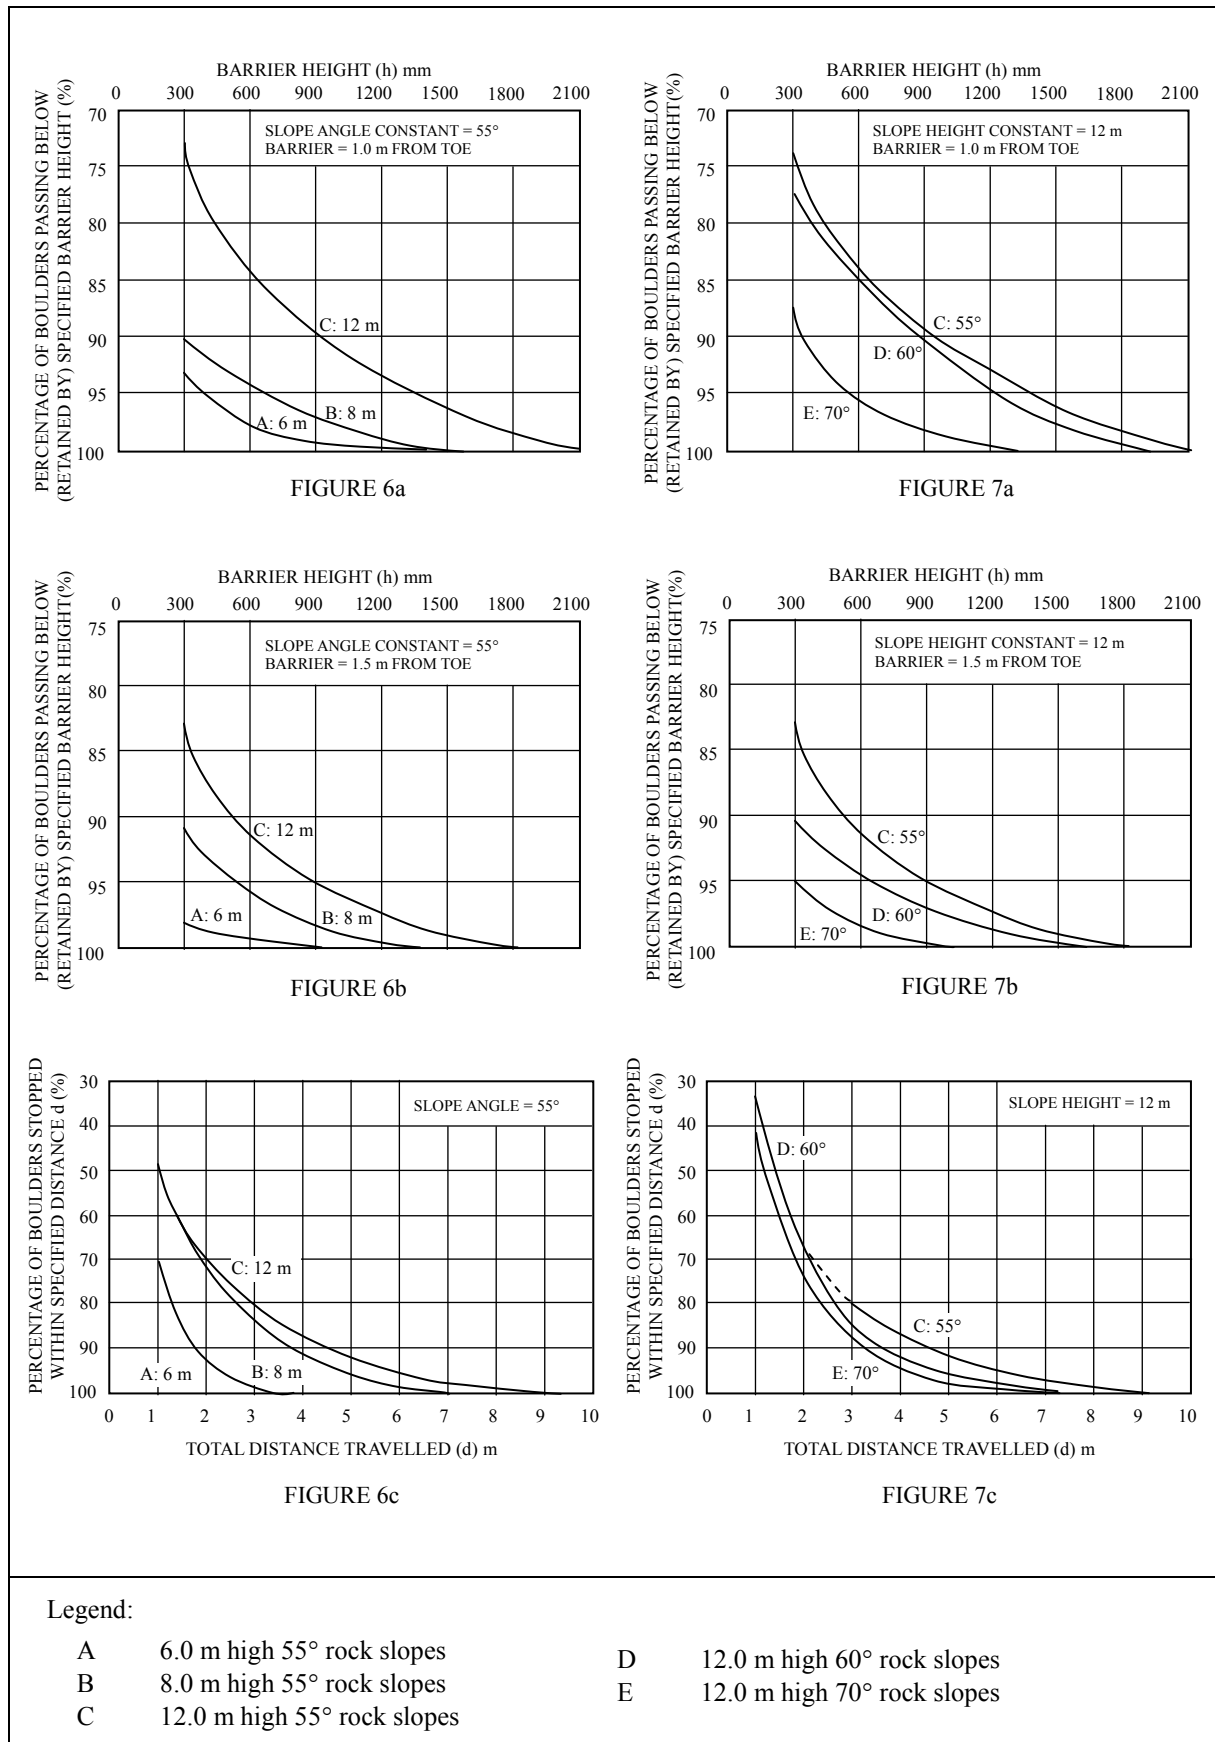 BARRIER HEIGHT (h) mm
0 300 600 900 1200 1500 1800 2100
PERCENTAGE OF BOULDERS PASSING BELOW
(RETAINED BY) SPECIFIED BARRIER HEIGHT (%)
70
75
80
85
90
95
100
SLOPE ANGLE CONSTANT = 55°
BARRIER = 1.0 m FROM TOE
C: 12 m
B: 8 m
A: 6 m
FIGURE 6a
BARRIER HEIGHT (h) mm
0 300 600 900 1200 1500 1800 2100
PERCENTAGE OF BOULDERS PASSING BELOW
(RETAINED BY) SPECIFIED BARRIER HEIGHT(%)
70
75
80
85
90
95
100
SLOPE HEIGHT CONSTANT = 12 m
BARRIER = 1.0 m FROM TOE
C: 55°
D: 60°
E: 70°
FIGURE 7a
BARRIER HEIGHT (h) mm
0 300 600 900 1200 1500 1800 2100
PERCENTAGE OF BOULDERS PASSING BELOW
(RETAINED BY) SPECIFIED BARRIER HEIGHT(%)
75
80
85
90
95
100
SLOPE ANGLE CONSTANT = 55°
BARRIER = 1.5 m FROM TOE
C: 12 m
A: 6 m
B: 8 m
FIGURE 6b
BARRIER HEIGHT (h) mm
0 300 600 900 1200 1500 1800 2100
PERCENTAGE OF BOULDERS PASSING BELOW
(RETAINED BY) SPECIFIED BARRIER HEIGHT(%)
75
80
85
90
95
100
SLOPE HEIGHT CONSTANT = 12 m
BARRIER = 1.5 m FROM TOE
C: 55°
D: 60°
E: 70°
FIGURE 7b
PERCENTAGE OF BOULDERS STOPPED
WITHIN SPECIFIED DISTANCE d (%)
30
40
50
60
70
80
90
100
SLOPE ANGLE = 55°
C: 12 m
A: 6 m
B: 8 m
0 1 2 3 4 5 6 7 8 9 10
TOTAL DISTANCE TRAVELLED (d) m
FIGURE 6c
PERCENTAGE OF BOULDERS STOPPED
WITHIN SPECIFIED DISTANCE d (%)
30
40
50
60
70
80
90
100
SLOPE HEIGHT = 12 m
D: 60°
C: 55°
E: 70°
0 1 2 3 4 5 6 7 8 9 10
TOTAL DISTANCE TRAVELLED (d) m
FIGURE 7c
Legend:
A 6.0 m high 55° rock slopes
B 8.0 m high 55° rock slopes
C 12.0 m high 55° rock slopes
D 12.0 m high 60° rock slopes
E 12.0 m high 70° rock slopes